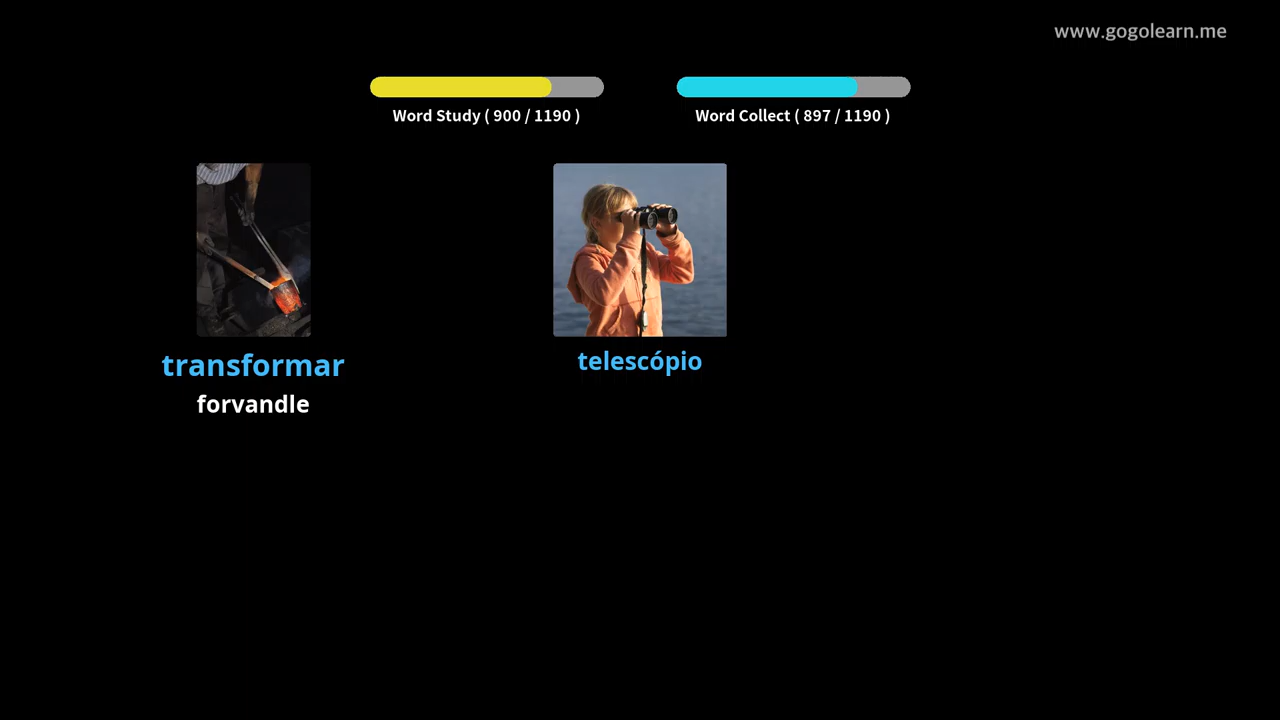 www.gogolearn.me
Word Study ( 900 / 1190 )
Word Collect ( 897 / 1190 )
transformar
forvandle
telescópio